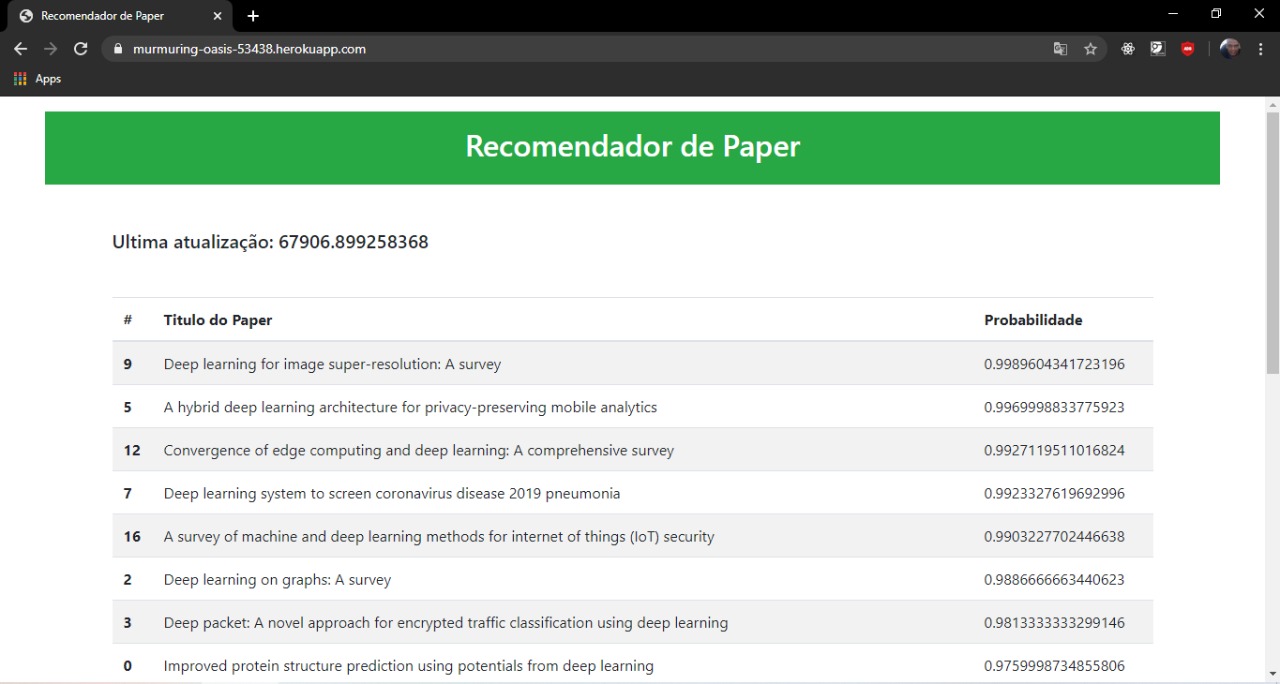 Recomendador de Paper
murmuring-oasis-53438.herokuapp.com
Apps
Recomendador de Paper
Ultima atualização: 67906.899258368
# Titulo do Paper Probabilidade
9 Deep learning for image super-resolution: A survey 0.9989604341723196
5 A hybrid deep learning architecture for privacy-preserving mobile analytics 0.9969998833775923
12 Convergence of edge computing and deep learning: A comprehensive survey 0.9927119511016824
7 Deep learning system to screen coronavirus disease 2019 pneumonia 0.9923327619692996
16 A survey of machine and deep learning methods for internet of things (IoT) security 0.9903227702446638
2 Deep learning on graphs: A survey 0.9886666663440623
3 Deep packet: A novel approach for encrypted traffic classification using deep learning 0.9813333333299146
0 Improved protein structure prediction using potentials from deep learning 0.9759998734855806